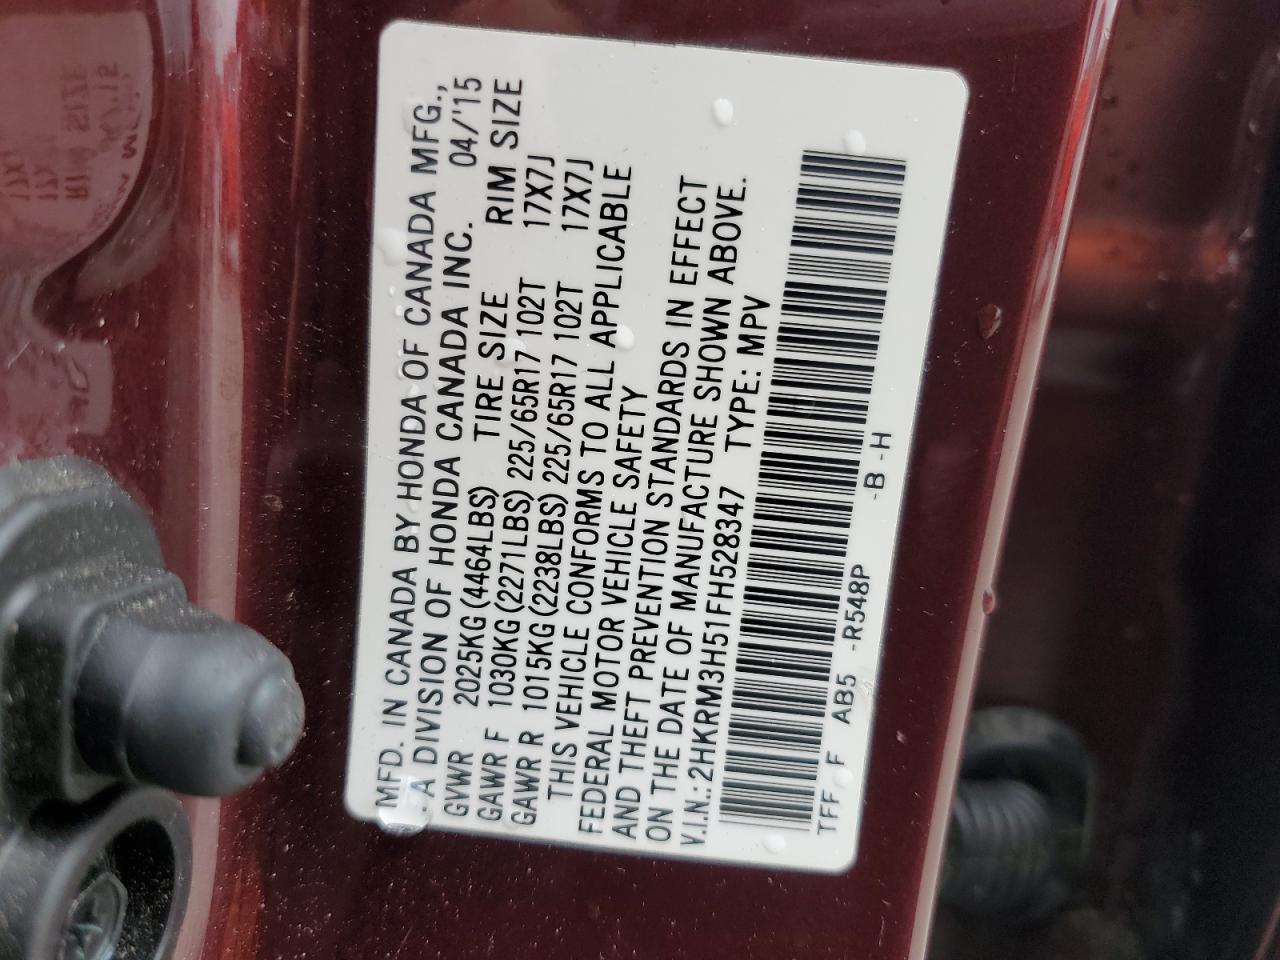 MFD. IN CANADA BY HONDA OF CANADA MFG.,
A DIVISION OF HONDA CANADA INC. 04/'15
GVWR 2025KG(4464LBS) TIRE SIZE RIM SIZE
GAWR F 1030KG(2271LBS) 225/65R17 102T 17X7J
GAWR R 1015KG(2238LBS) 225/65R17 102T 17X7J
THIS VEHICLE CONFORMS TO ALL APPLICABLE
FEDERAL MOTOR VEHICLE SAFETY
AND THEFT PREVENTION STANDARDS IN EFFECT
ON THE DATE OF MANUFACTURE SHOWN ABOVE.
V.I.N.: 2HKRM3H51FH528347 TYPE: MPV
TFF F AB5 -R548P -B -H